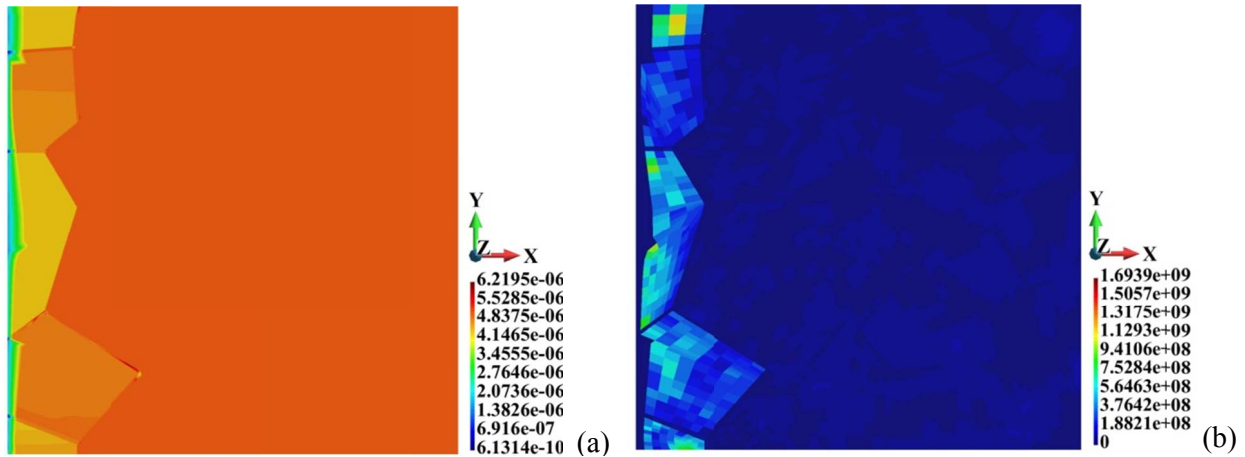 Y
Z
X
6.2195e-06
5.5285e-06
4.8375e-06
4.1465e-06
3.4555e-06
2.7646e-06
2.0736e-06
1.3826e-06
6.916e-07
6.1314e-10
(a)
Y
Z
X
1.6939e+09
1.5057e+09
1.3175e+09
1.1293e+09
9.4106e+08
7.5284e+08
5.6463e+08
3.7642e+08
1.8821e+08
0
(b)